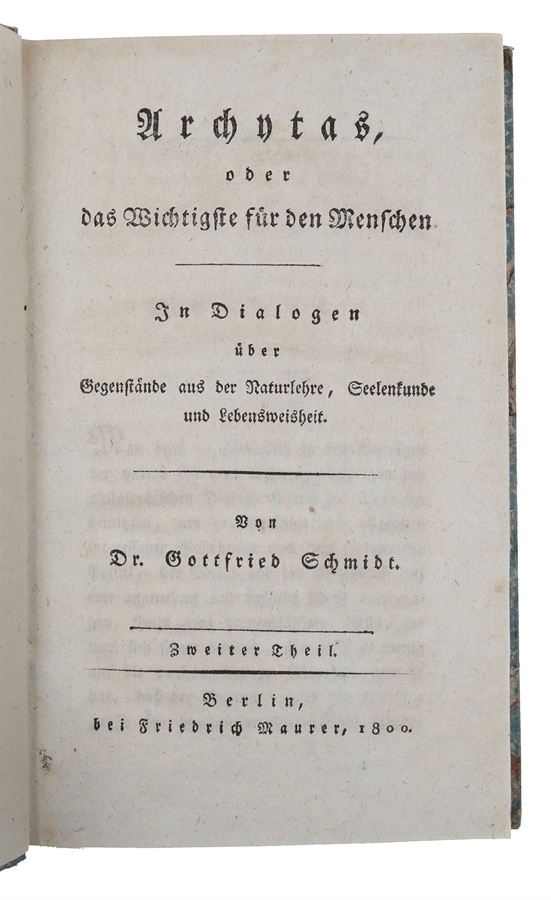 Archytas,
oder
das Wichtigste für den Menschen.
In Dialogen
über
Gegenstände aus der Naturlehre, Seelenkunde
und Lebensweisheit.
Von
Dr. Gottfried Schmidt.
Zweiter Theil.
Berlin,
bei Friedrich Maurer, 1800.